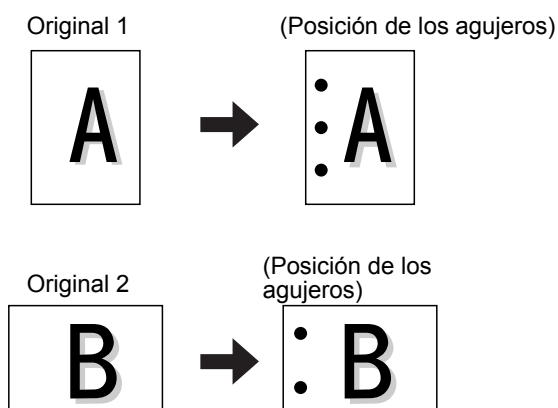 Original 1
(Posición de los agujeros)
A
A
Original 2
(Posición de los
agujeros)
B
B